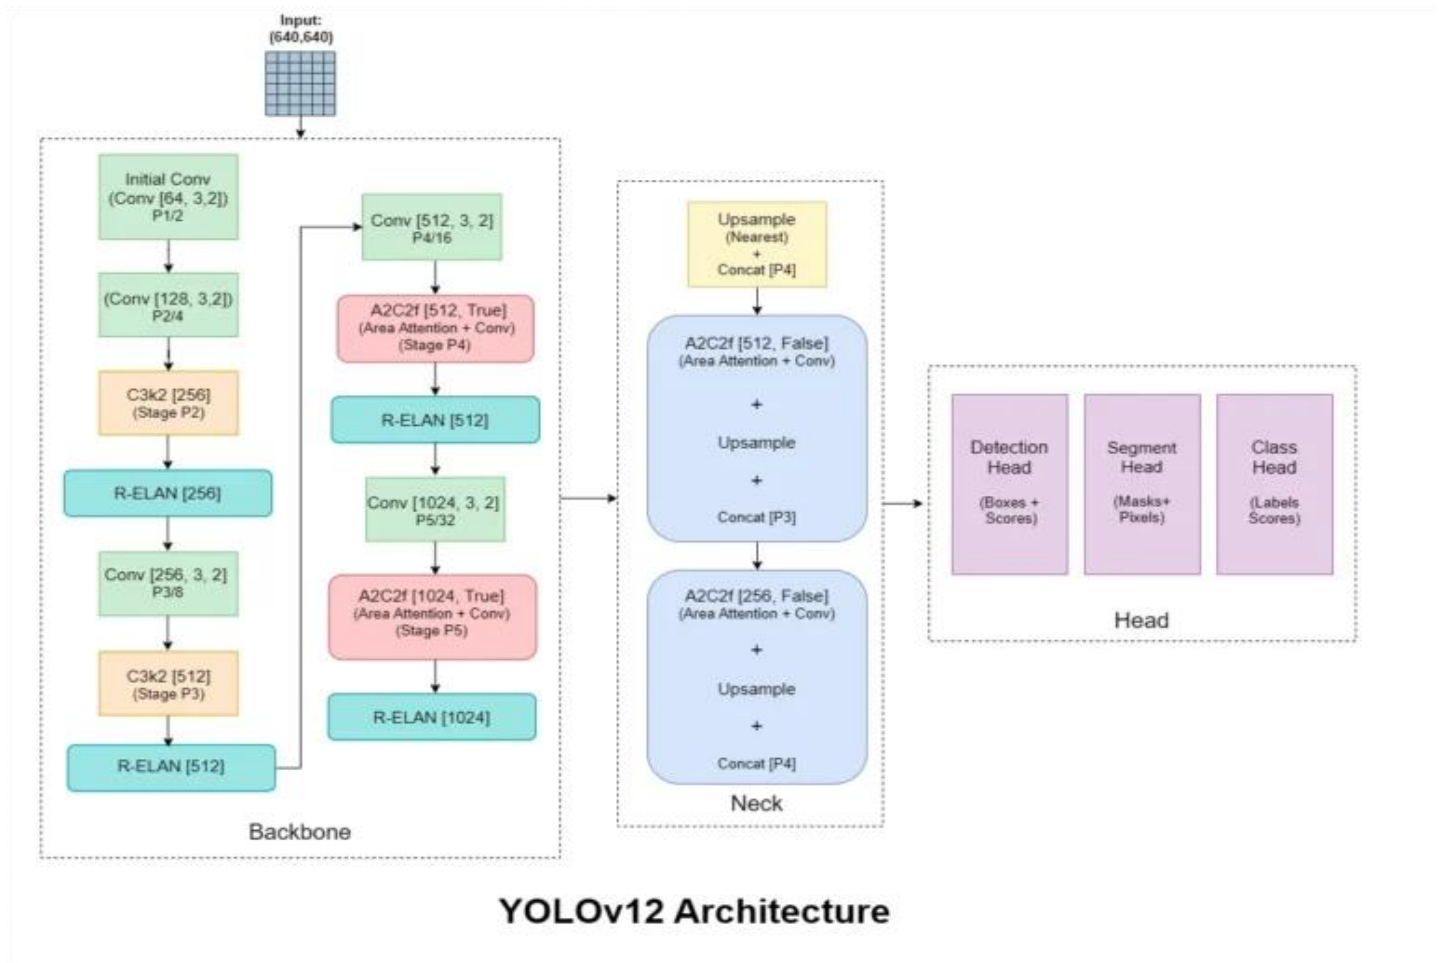 Input:
(640,640)
Initial Conv
(Conv [64, 3,2])
P1/2
(Conv [128, 3,2])
P2/4
C3k2 [256]
(Stage P2)
R-ELAN [256]
Conv [256, 3, 2]
P3/8
C3k2 [512]
(Stage P3)
R-ELAN [512]
Conv [512, 3, 2]
P4/16
A2C2f [512, True]
(Area Attention + Conv)
(Stage P4)
R-ELAN [512]
Conv [1024, 3, 2]
P5/32
A2C2f [1024, True]
(Area Attention + Conv)
(Stage P5)
R-ELAN [1024]
Backbone
Upsample
(Nearest)
+
Concat [P4]
A2C2f [512, False]
(Area Attention + Conv)
+
Upsample
+
Concat [P3]
A2C2f [256, False]
(Area Attention + Conv)
+
Upsample
+
Concat [P4]
Neck
Detection
Head
(Boxes +
Scores)
Segment
Head
(Masks+
Pixels)
Class
Head
(Labels
Scores)
Head
YOLOv12 Architecture